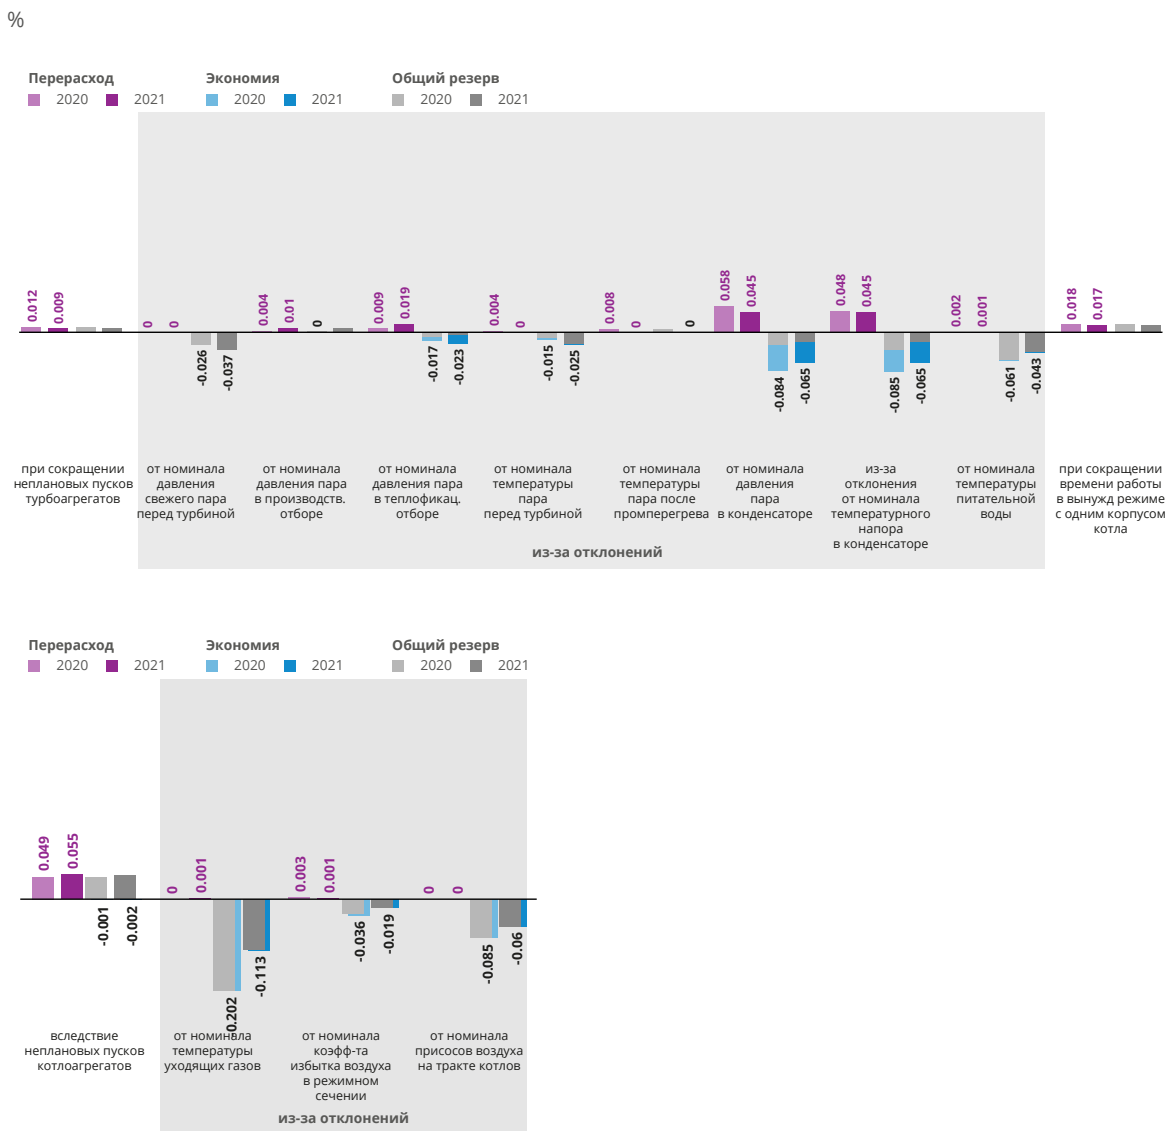 %
Перерасход Экономия Общий резерв
2020 2021 2020 2021 2020 2021
0.012 0.009
0 0 -0.026 -0.037
0.004 0.01 0
0.009 0.019 -0.017 -0.023
0.004 0 -0.015 -0.025
0.008 0 0
0.058 0.045 -0.084 -0.065
0.048 0.045 -0.085 -0.065
0.002 0.001 -0.061 -0.043
0.018 0.017
при сокращении
неплановых пусков
турбоагрегатов
от номинала
давления
свежего пара
перед турбиной
от номинала
давления пара
в производств.
отборе
от номинала
давления пара
в теплофикац.
отборе
от номинала
температуры
пара
перед турбиной
от номинала
температуры
пара после
промперегрева
от номинала
давления
пара
в конденсаторе
из-за
отклонения
от номинала
температурного
напора
в конденсаторе
от номинала
температуры
питательной
воды
при сокращении
времени работы
в вынужд режиме
с одним корпусом
котла
из-за отклонений
Перерасход Экономия Общий резерв
2020 2021 2020 2021 2020 2021
0.049 0.055 -0.001 -0.002
0 0.001 -0.202 -0.113
0.003 0.001 -0.036 -0.019
0 0 -0.085 -0.06
вследствие
неплановых пусков
котлоагрегатов
от номинала
температуры
уходящих газов
от номинала
коэфф-та
избытка воздуха
в режимном
сечении
от номинала
присосов воздуха
на тракте котлов
из-за отклонений